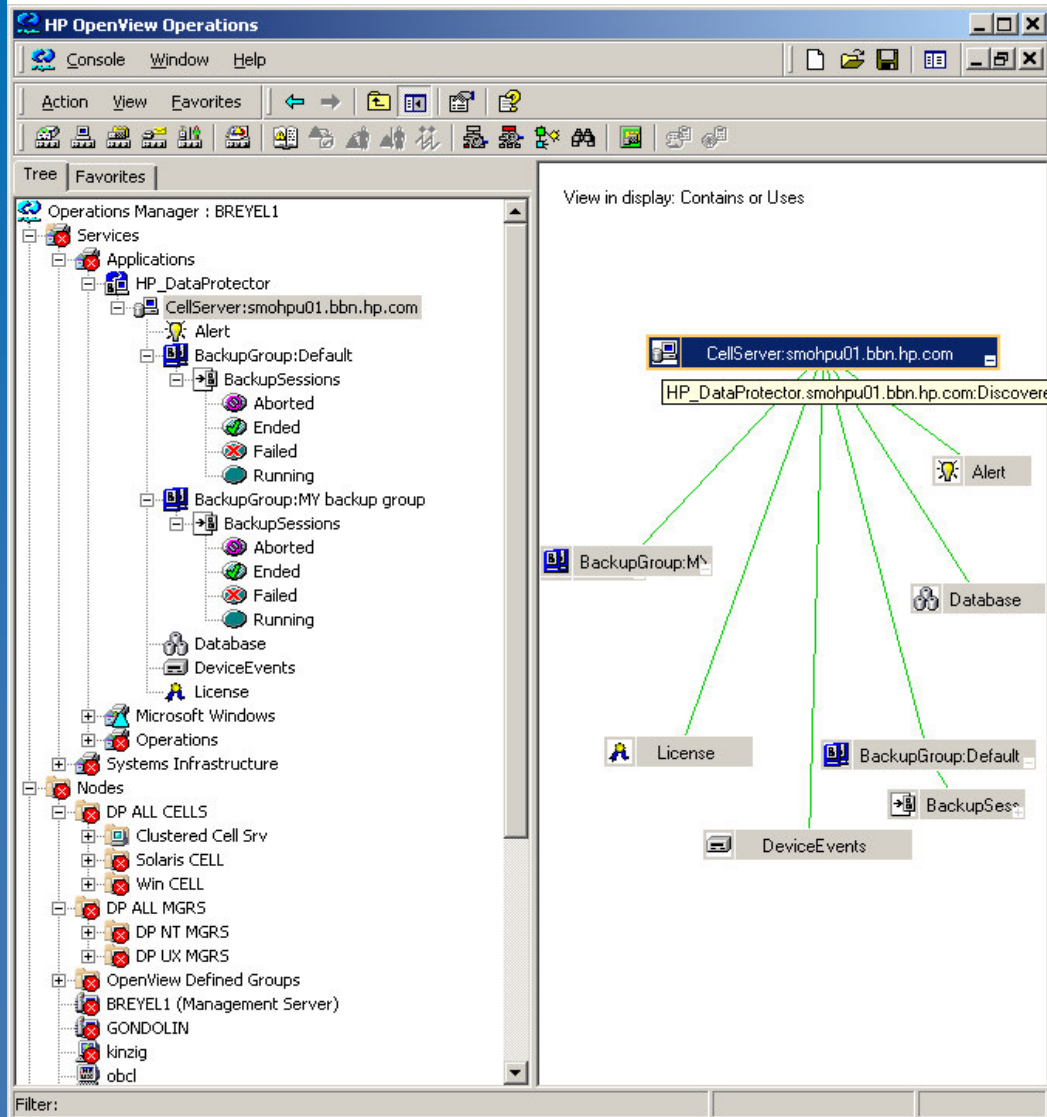 HP OpenView Operations
Console Window Help
Action View Favorites
Tree Favorites
Operations Manager : BREYEL1
Services
Applications
HP_DataProtector
CellServer:smohpu01.bbn.hp.com
Alert
BackupGroup:Default
BackupSessions
Aborted
Ended
Failed
Running
BackupGroup:MY backup group
BackupSessions
Aborted
Ended
Failed
Running
Database
DeviceEvents
License
Microsoft Windows
Operations
Systems Infrastructure
Nodes
DP ALL CELLS
Clustered Cell Srv
Solaris CELL
Win CELL
DP ALL MGRS
DP NT MGRS
DP UX MGRS
OpenView Defined Groups
BREYEL1 (Management Server)
GONDOLIN
kinzig
obcl
View in display: Contains or Uses
CellServer:smohpu01.bbn.hp.com
HP_DataProtector.smohpu01.bbn.hp.com:Discovere
Alert
BackupGroup:MY
Database
License
BackupGroup:Default
BackupSess
DeviceEvents
Filter: